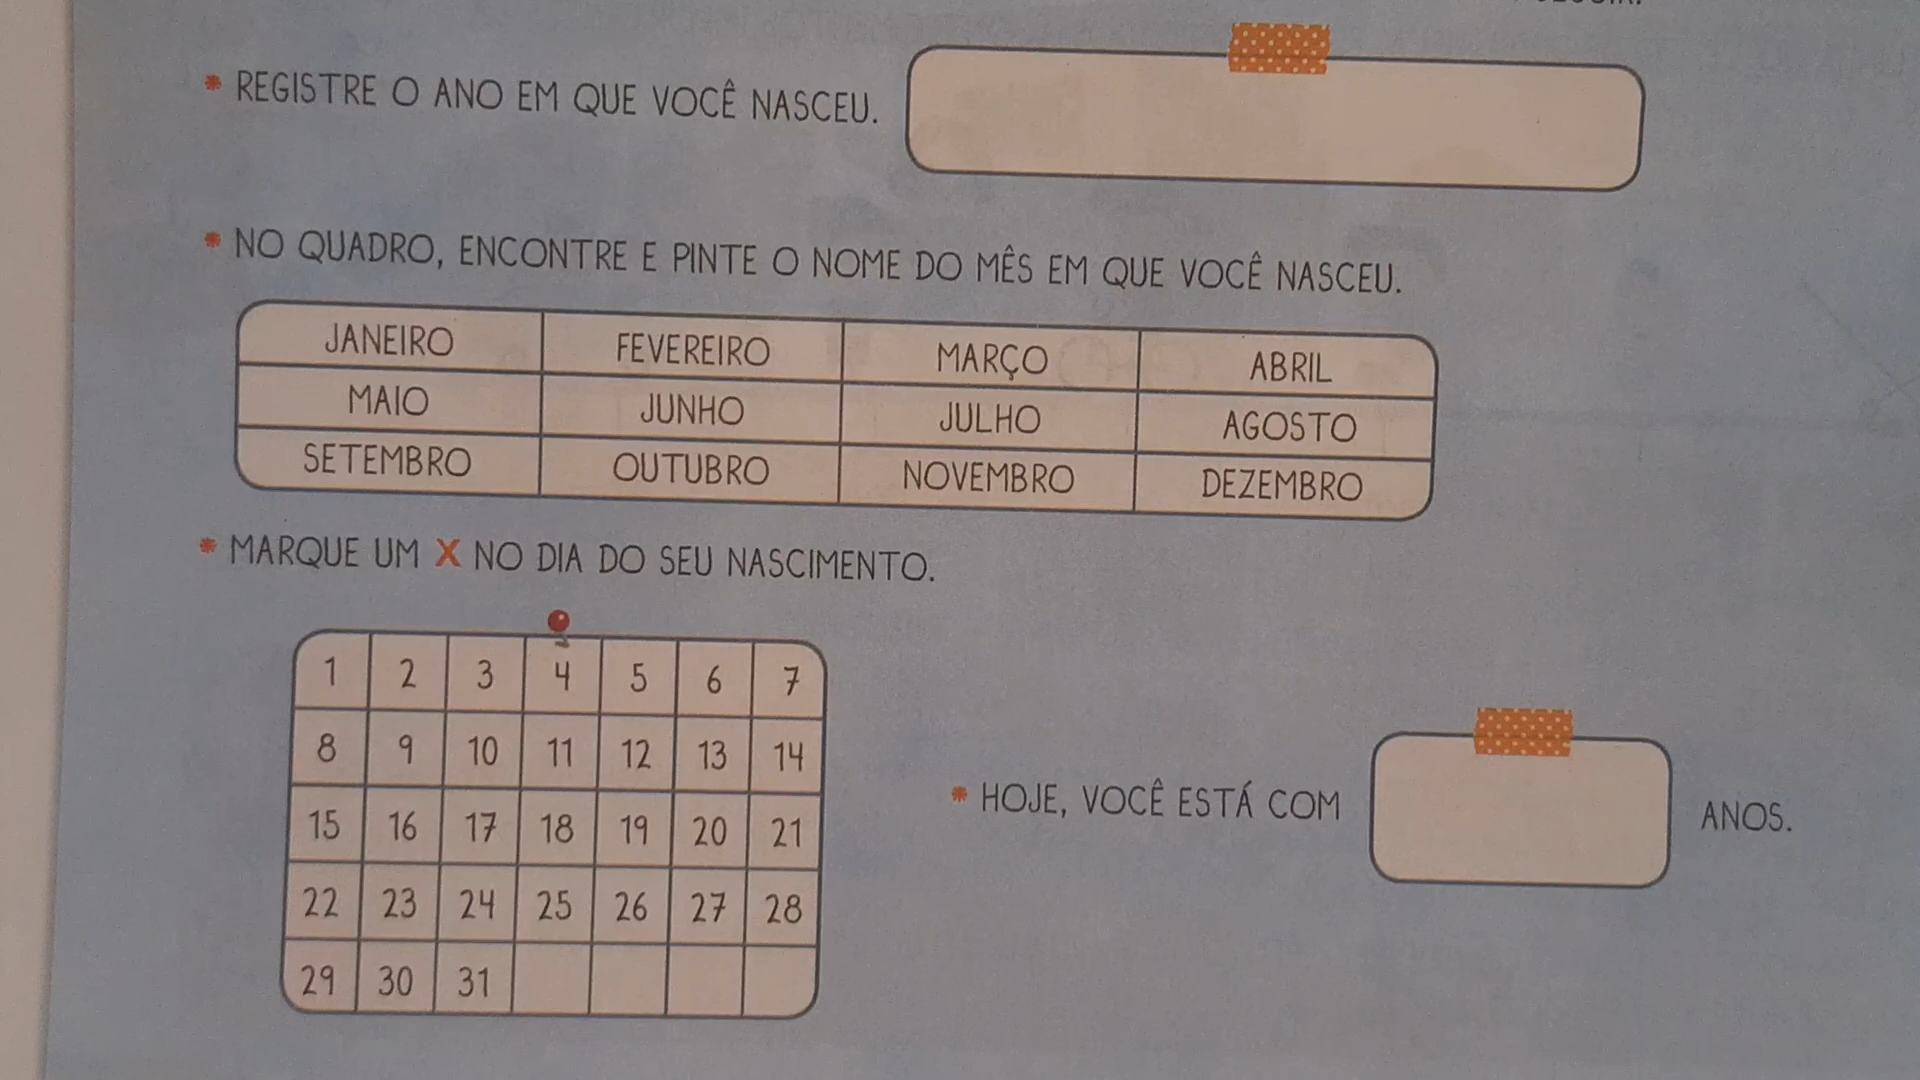 * REGISTRE O ANO EM QUE VOCÊ NASCEU.
* NO QUADRO, ENCONTRE E PINTE O NOME DO MÊS EM QUE VOCÊ NASCEU.
JANEIRO FEVEREIRO MARÇO ABRIL
MAIO JUNHO JULHO AGOSTO
SETEMBRO OUTUBRO NOVEMBRO DEZEMBRO
* MARQUE UM X NO DIA DO SEU NASCIMENTO.
1 2 3 4 5 6 7
8 9 10 11 12 13 14
15 16 17 18 19 20 21
22 23 24 25 26 27 28
29 30 31
* HOJE, VOCÊ ESTÁ COM ANOS.